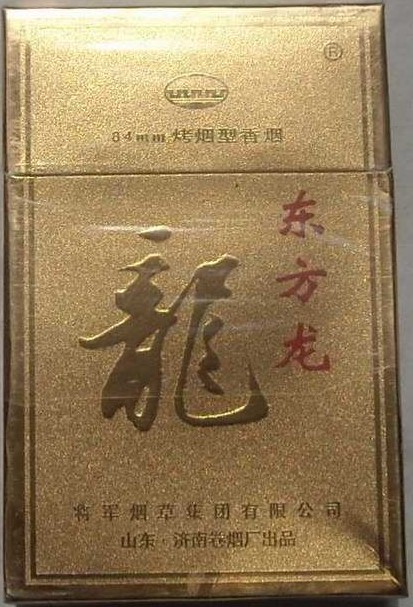 ®
84mm 烤烟型香烟
东方龙
龍
将军烟草集团有限公司
山东·济南卷烟厂出品